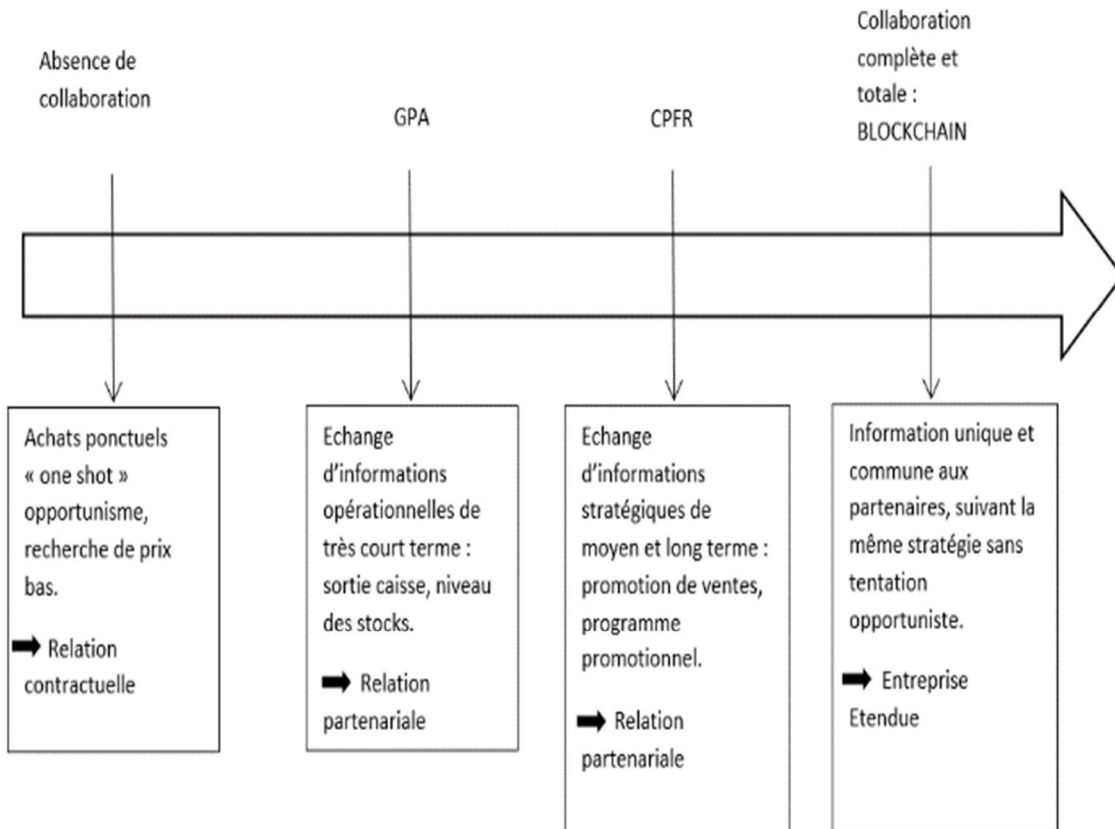 Absence de
collaboration
GPA
CPFR
Collaboration
complète et
totale :
BLOCKCHAIN
Achats ponctuels
« one shot »
opportunisme,
recherche de prix
bas.
Relation
contractuelle
Echange
d'informations
opérationnelles de
très court terme :
sortie caisse, niveau
des stocks.
Relation
partenariale
Echange
d'informations
stratégiques de
moyen et long terme :
promotion de ventes,
programme
promotionnel.
Relation
partenariale
Information unique et
commune aux
partenaires, suivant la
même stratégie sans
tentation
opportuniste.
Entreprise
Etendue